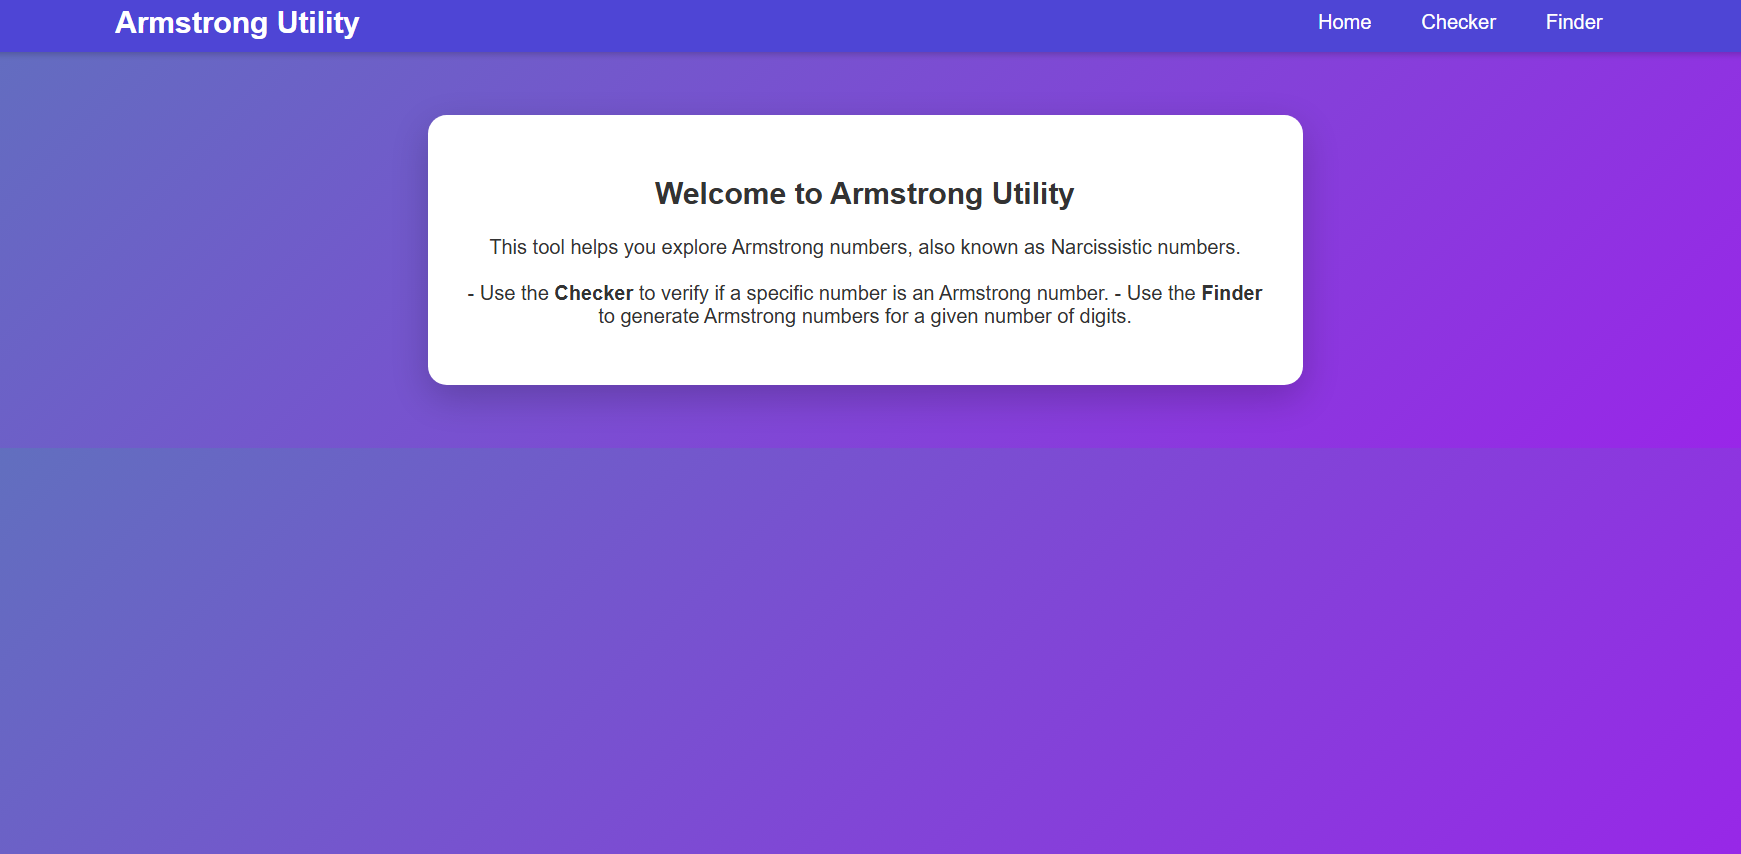 Armstrong Utility
Home
Checker
Finder
Welcome to Armstrong Utility
This tool helps you explore Armstrong numbers, also known as Narcissistic numbers.
- Use the Checker to verify if a specific number is an Armstrong number. - Use the Finder
to generate Armstrong numbers for a given number of digits.